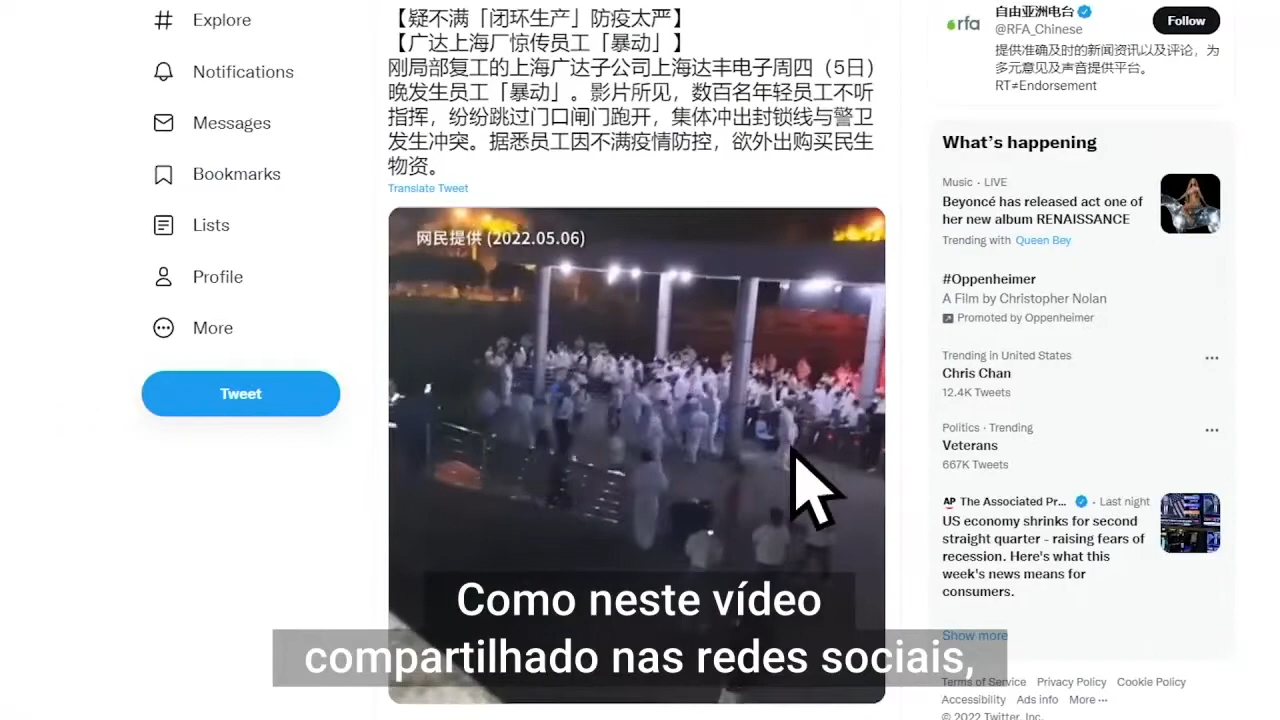 Explore
Notifications
Messages
Bookmarks
Lists
Profile
More
Tweet
【疑不满「闭环生产」防疫太严】
【广达上海厂惊传员工「暴动」】
刚局部复工的上海广达子公司上海达丰电子周四（5日）
晚发生员工「暴动」。影片所见，数百名年轻员工不听
指挥，纷纷跳过门口闸门跑开，集体冲出封锁线与警卫
发生冲突。据悉员工因不满疫情防控，欲外出购买民生
物资。
Translate Tweet
网民提供 (2022.05.06)
Como neste vídeo
compartilhado nas redes sociais,
rfa
自由亚洲电台
@RFA_Chinese
Follow
提供准确及时的新闻资讯以及评论，为
多元意见及声音提供平台。
RT≠Endorsement
What's happening
Music · LIVE
Beyoncé has released act one of
her new album RENAISSANCE
Trending with Queen Bey
#Oppenheimer
A Film by Christopher Nolan
Promoted by Oppenheimer
Trending in United States
Chris Chan
12.4K Tweets
Politics · Trending
Veterans
667K Tweets
AP The Associated Pr... · Last night
US economy shrinks for second
straight quarter - raising fears of
recession. Here's what this
week's news means for
consumers.
Show more
Terms of Service Privacy Policy Cookie Policy
Accessibility Ads info More ···
© 2022 Twitter, Inc.